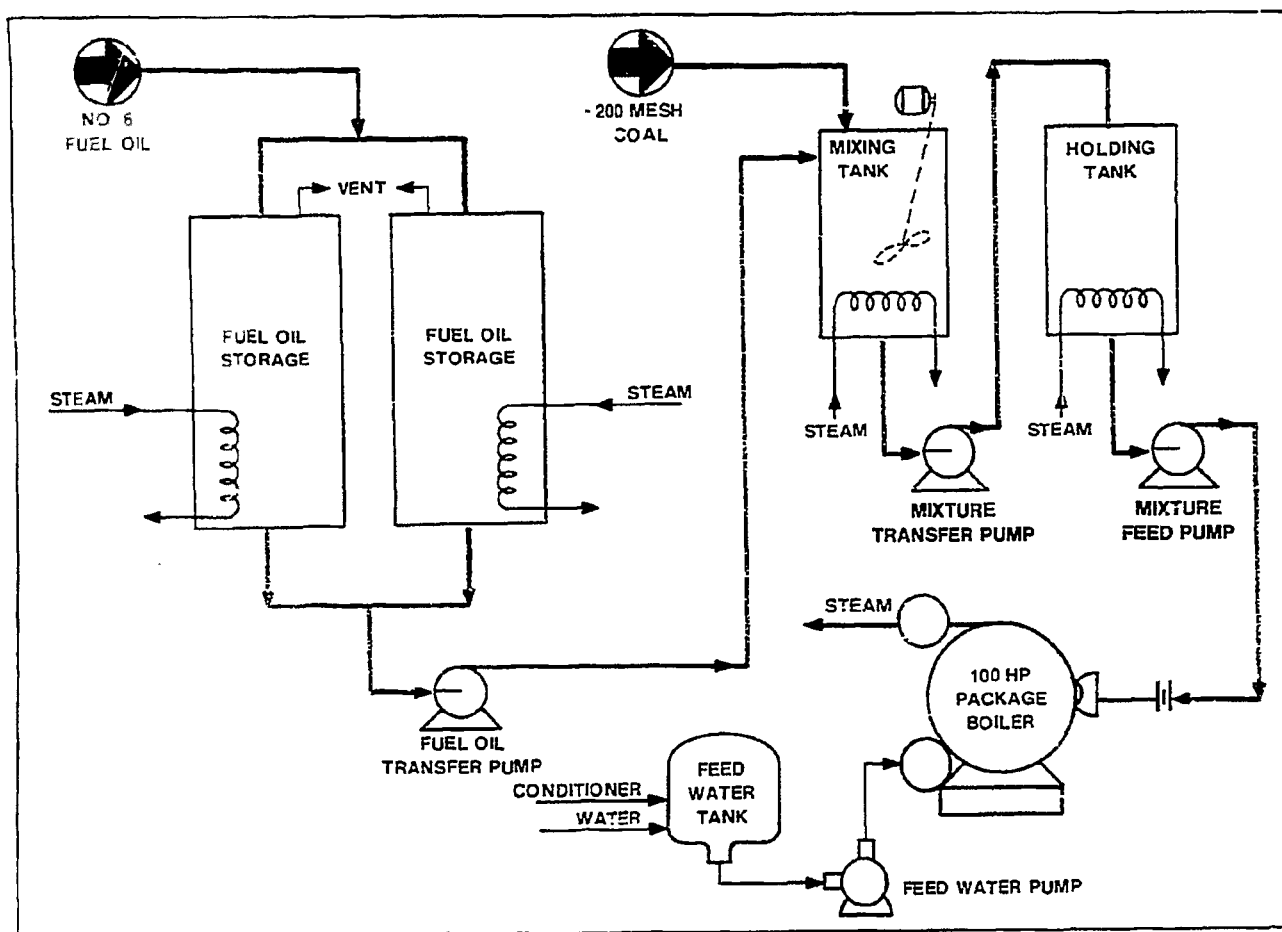 NO 6
FUEL OIL
-200 MESH
COAL
MIXING
TANK
HOLDING
TANK
VENT
FUEL OIL
STORAGE
FUEL OIL
STORAGE
STEAM
STEAM
STEAM
STEAM
MIXTURE
TRANSFER PUMP
MIXTURE
FEED PUMP
STEAM
100 HP
PACKAGE
BOILER
FUEL OIL
TRANSFER PUMP
FEED
WATER
TANK
CONDITIONER
WATER
FEED WATER PUMP